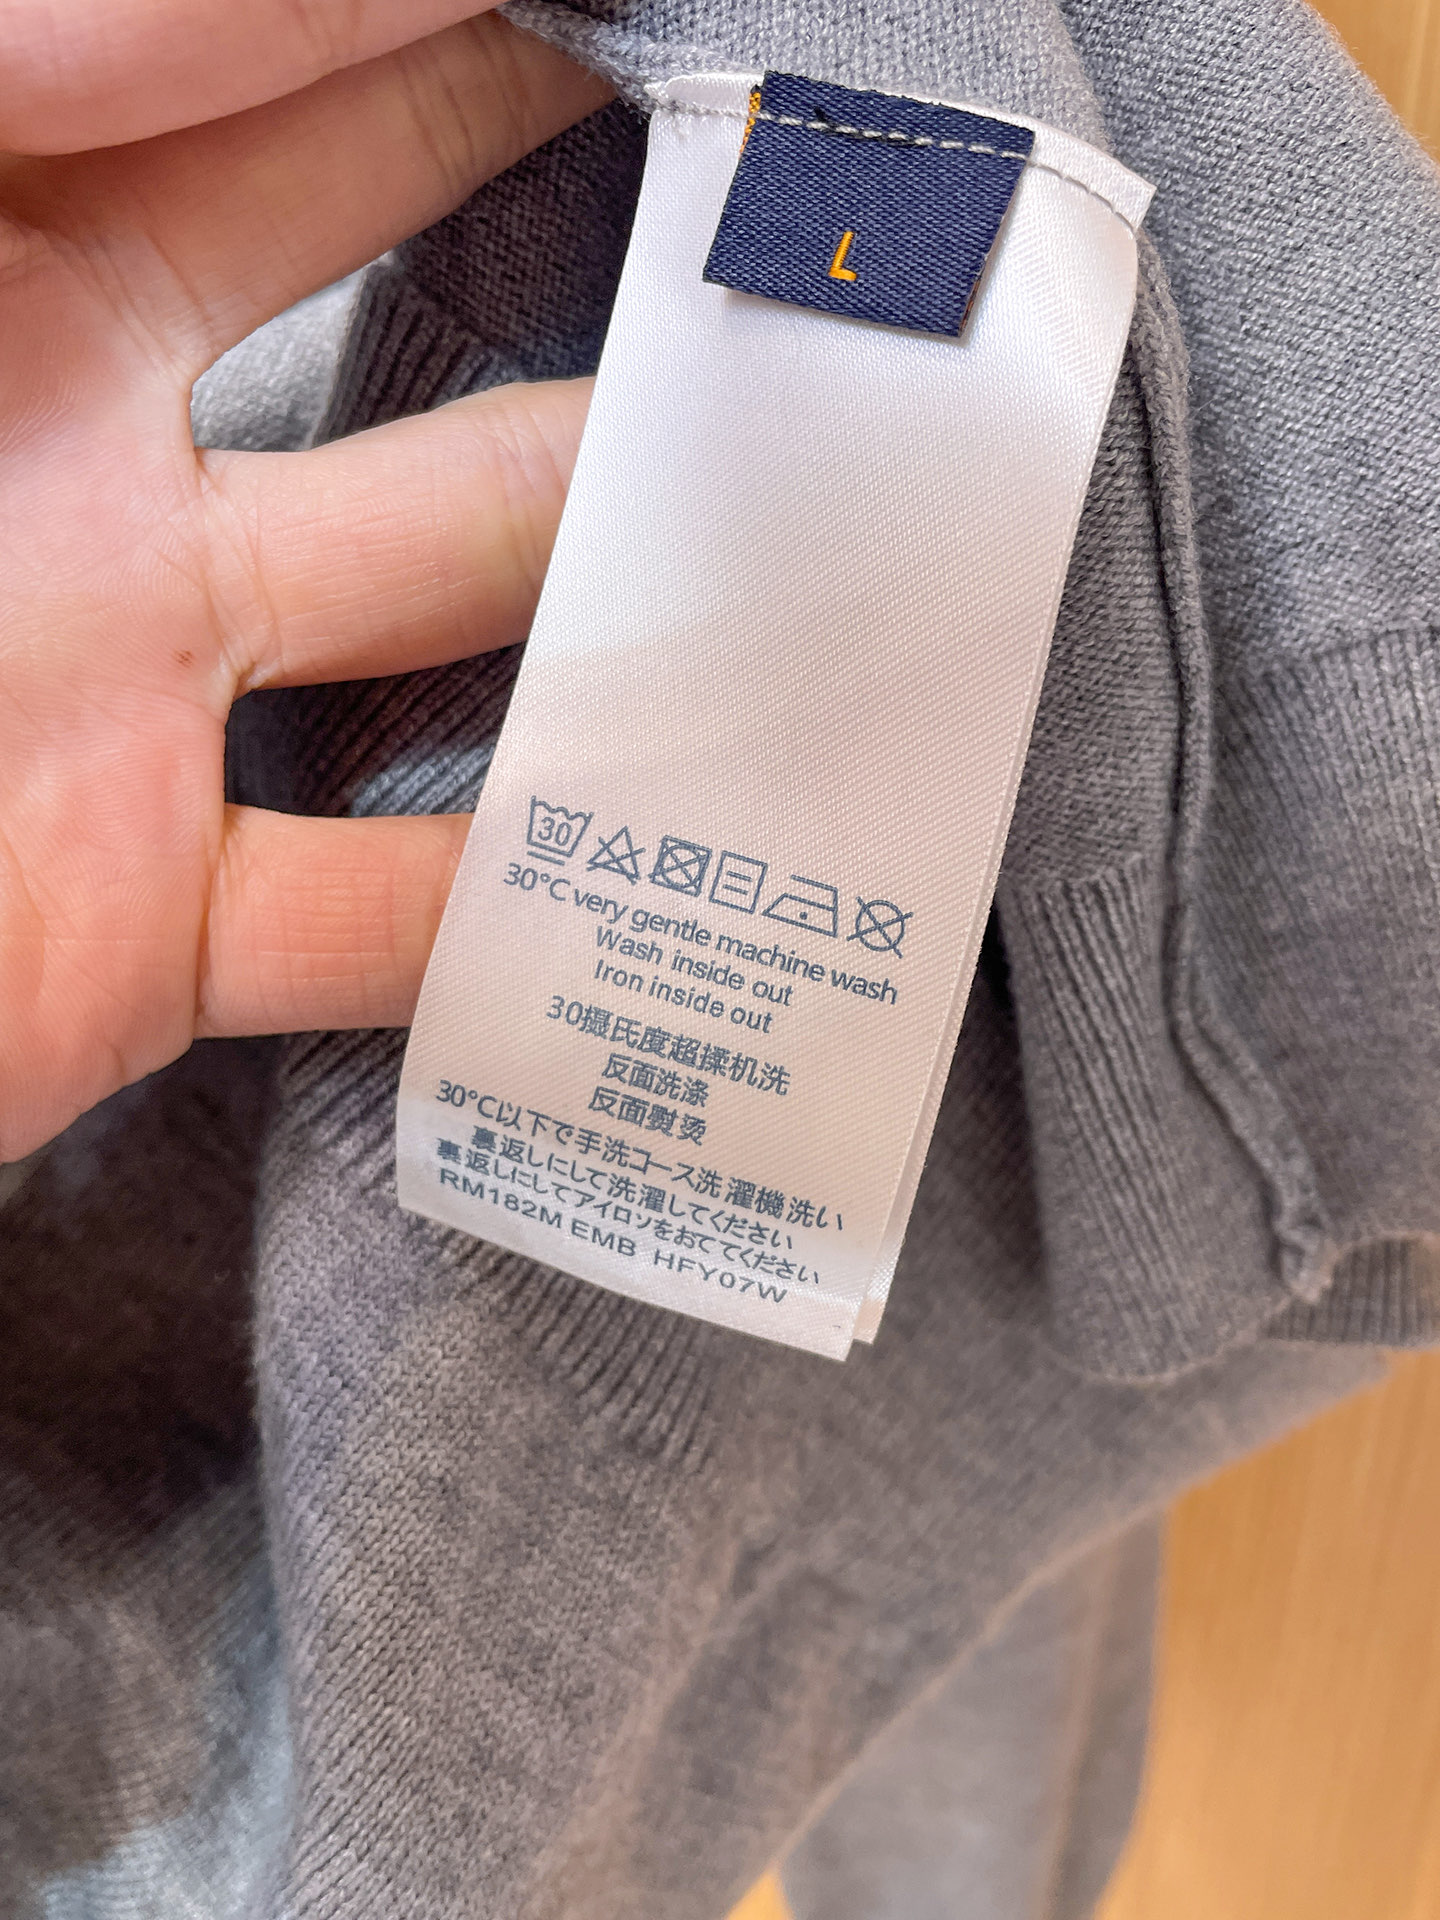 L
30
30°C very gentle machine wash
Wash inside out
Iron inside out
30摄氏度超揉机洗
反面洗涤
反面熨烫
30°C以下で手洗コース洗濯機洗い
裏返しにして洗濯してください
裏返しにしてアイロンをおててください
RM182M EMB HFY07W